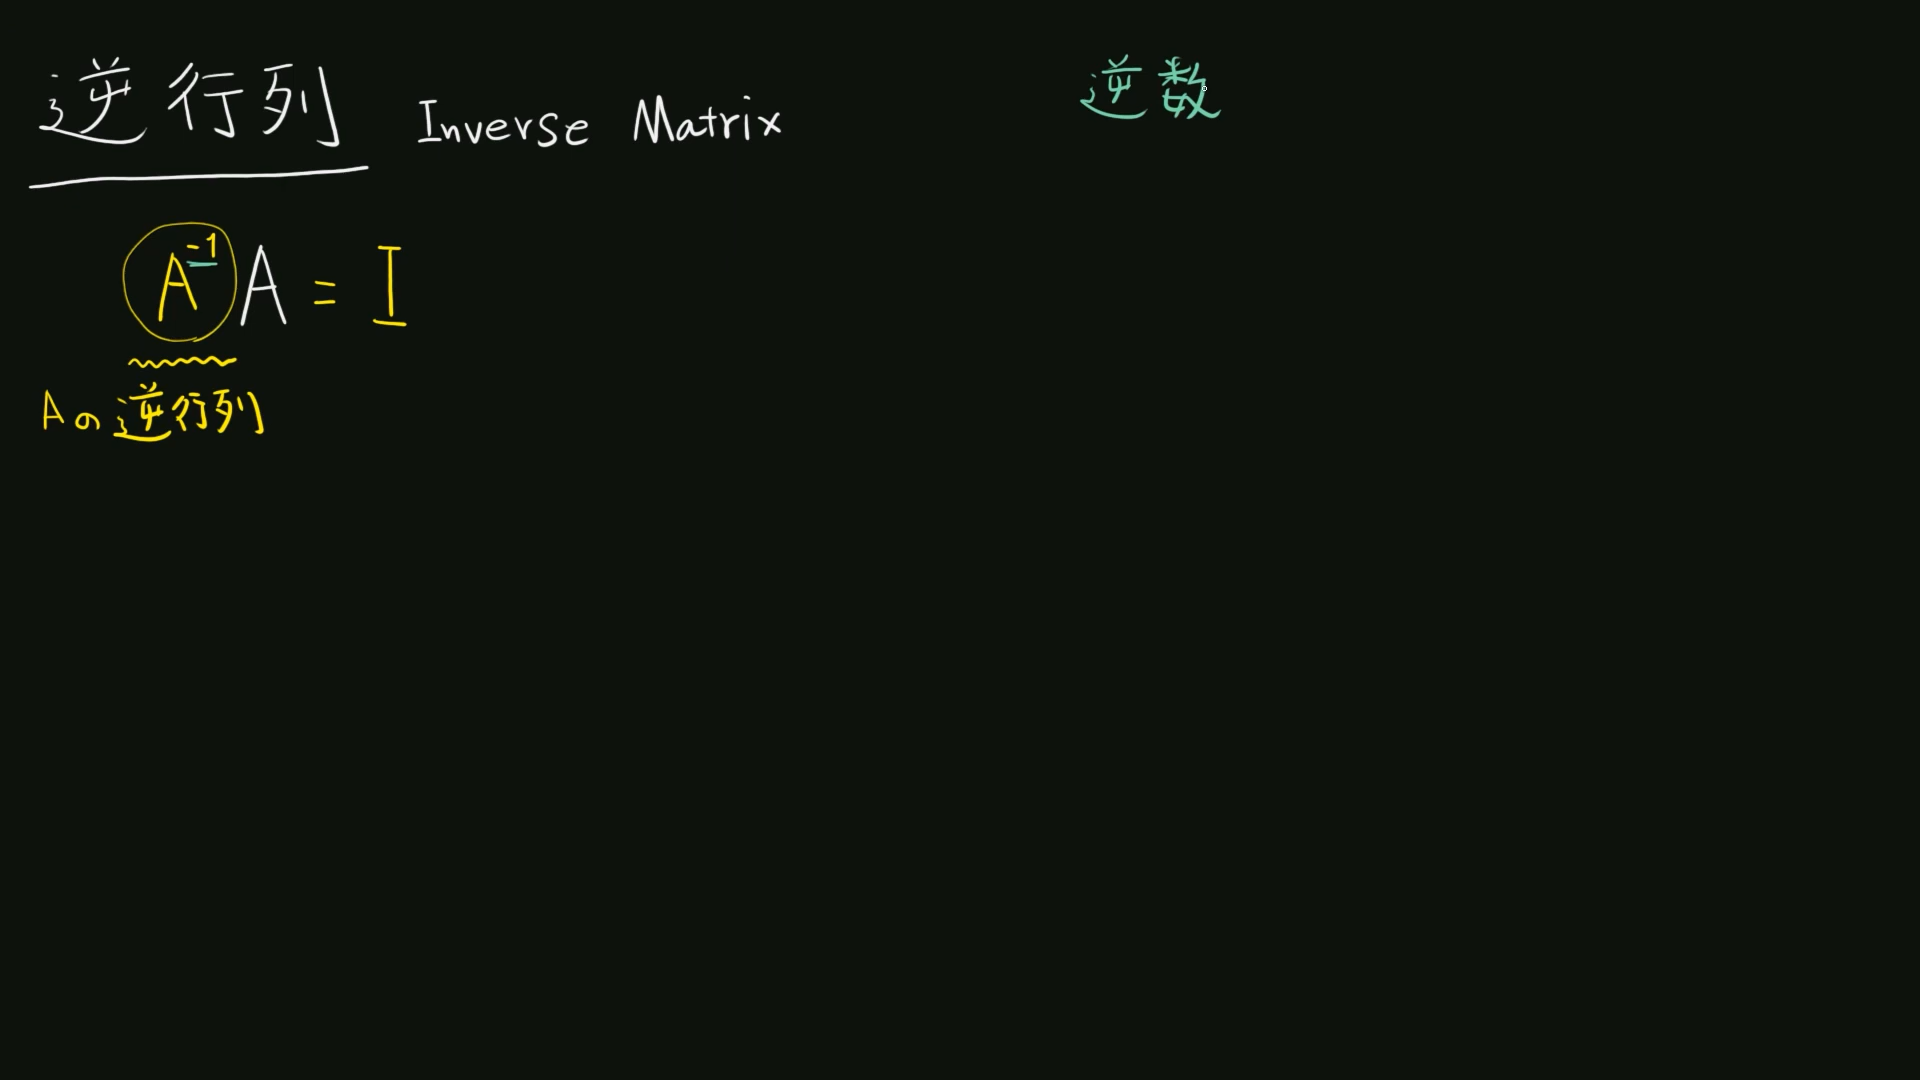 逆行列 Inverse Matrix
逆数
A⁻¹A = I
Aの逆行列